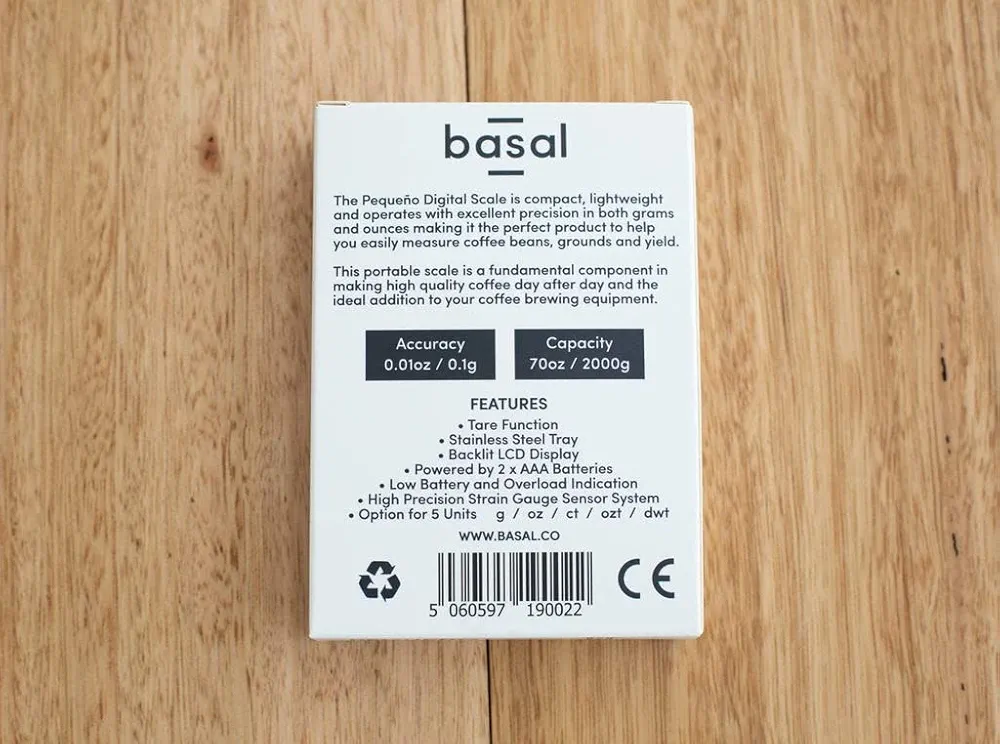 basal
The Pequeño Digital Scale is compact, lightweight
and operates with excellent precision in both grams
and ounces making it the perfect product to help
you easily measure coffee beans, grounds and yield.
This portable scale is a fundamental component in
making high quality coffee day after day and the
ideal addition to your coffee brewing equipment.
Accuracy
0.01oz / 0.1g
Capacity
70oz / 2000g
FEATURES
• Tare Function
• Stainless Steel Tray
• Backlit LCD Display
• Powered by 2 x AAA Batteries
• Low Battery and Overload Indication
• High Precision Strain Gauge Sensor System
• Option for 5 Units g / oz / ct / ozt / dwt
WWW.BASAL.CO
5 060597 190022
CE